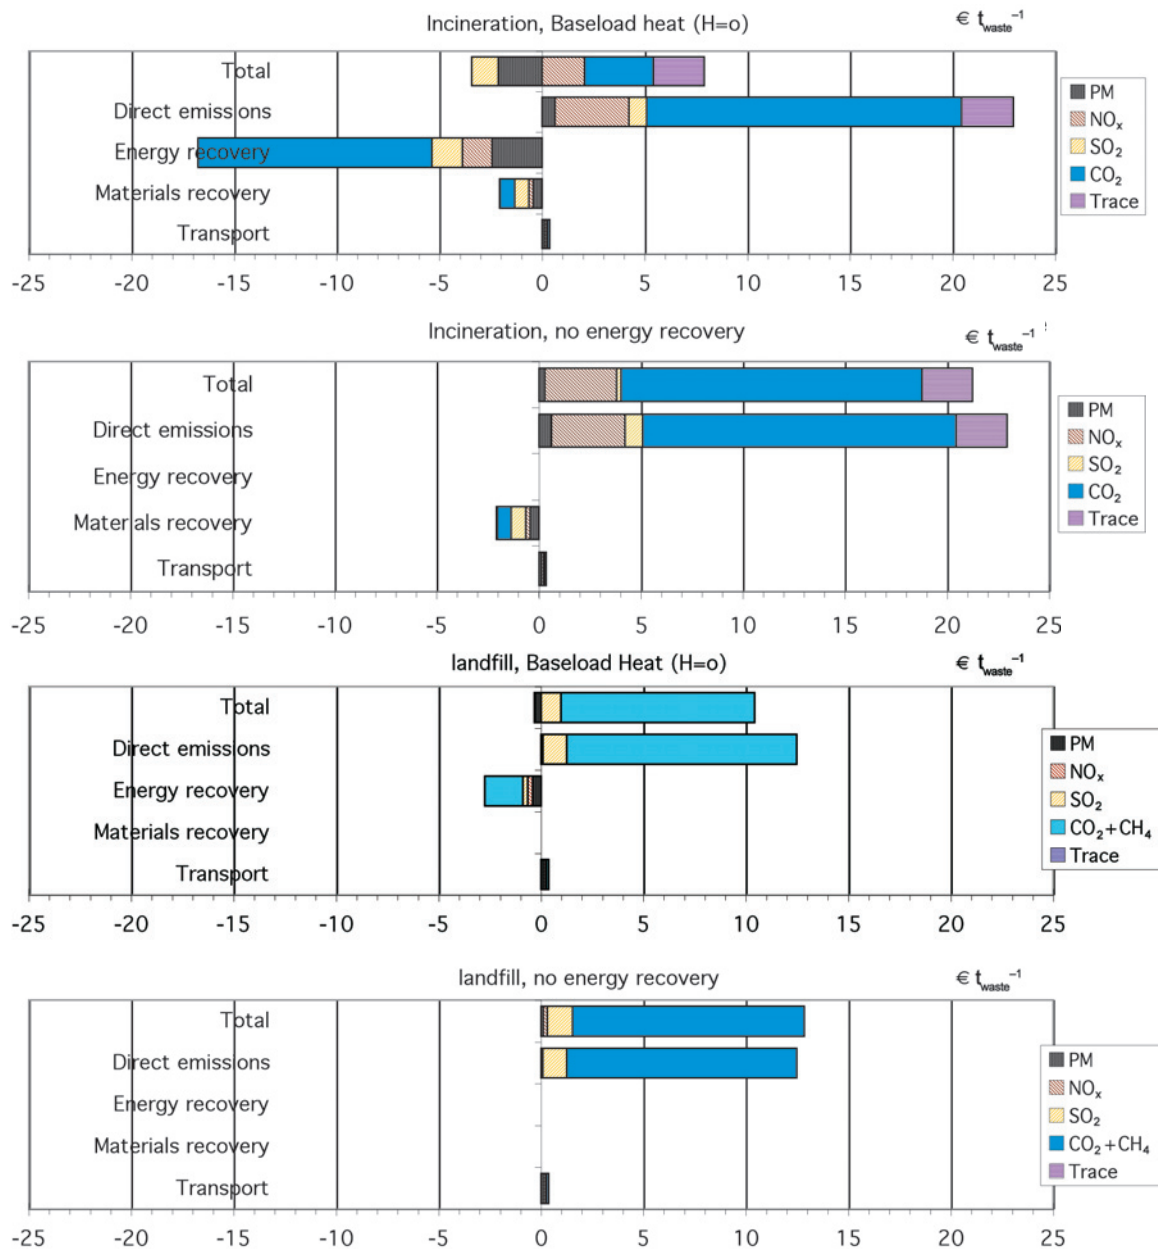 Incineration, Baseload heat (H=o)
€ t_waste⁻¹
Total
Direct emissions
Energy recovery
Materials recovery
Transport
PM
NOₓ
SO₂
CO₂
Trace
-25 -20 -15 -10 -5 0 5 10 15 20 25
Incineration, no energy recovery
€ t_waste⁻¹
Total
Direct emissions
Energy recovery
Materials recovery
Transport
PM
NOₓ
SO₂
CO₂
Trace
-25 -20 -15 -10 -5 0 5 10 15 20 25
landfill, Baseload Heat (H=o)
€ t_waste⁻¹
Total
Direct emissions
Energy recovery
Materials recovery
Transport
PM
NOₓ
SO₂
CO₂+CH₄
Trace
-25 -20 -15 -10 -5 0 5 10 15 20 25
landfill, no energy recovery
€ t_waste⁻¹
Total
Direct emissions
Energy recovery
Materials recovery
Transport
PM
NOₓ
SO₂
CO₂+CH₄
Trace
-25 -20 -15 -10 -5 0 5 10 15 20 25